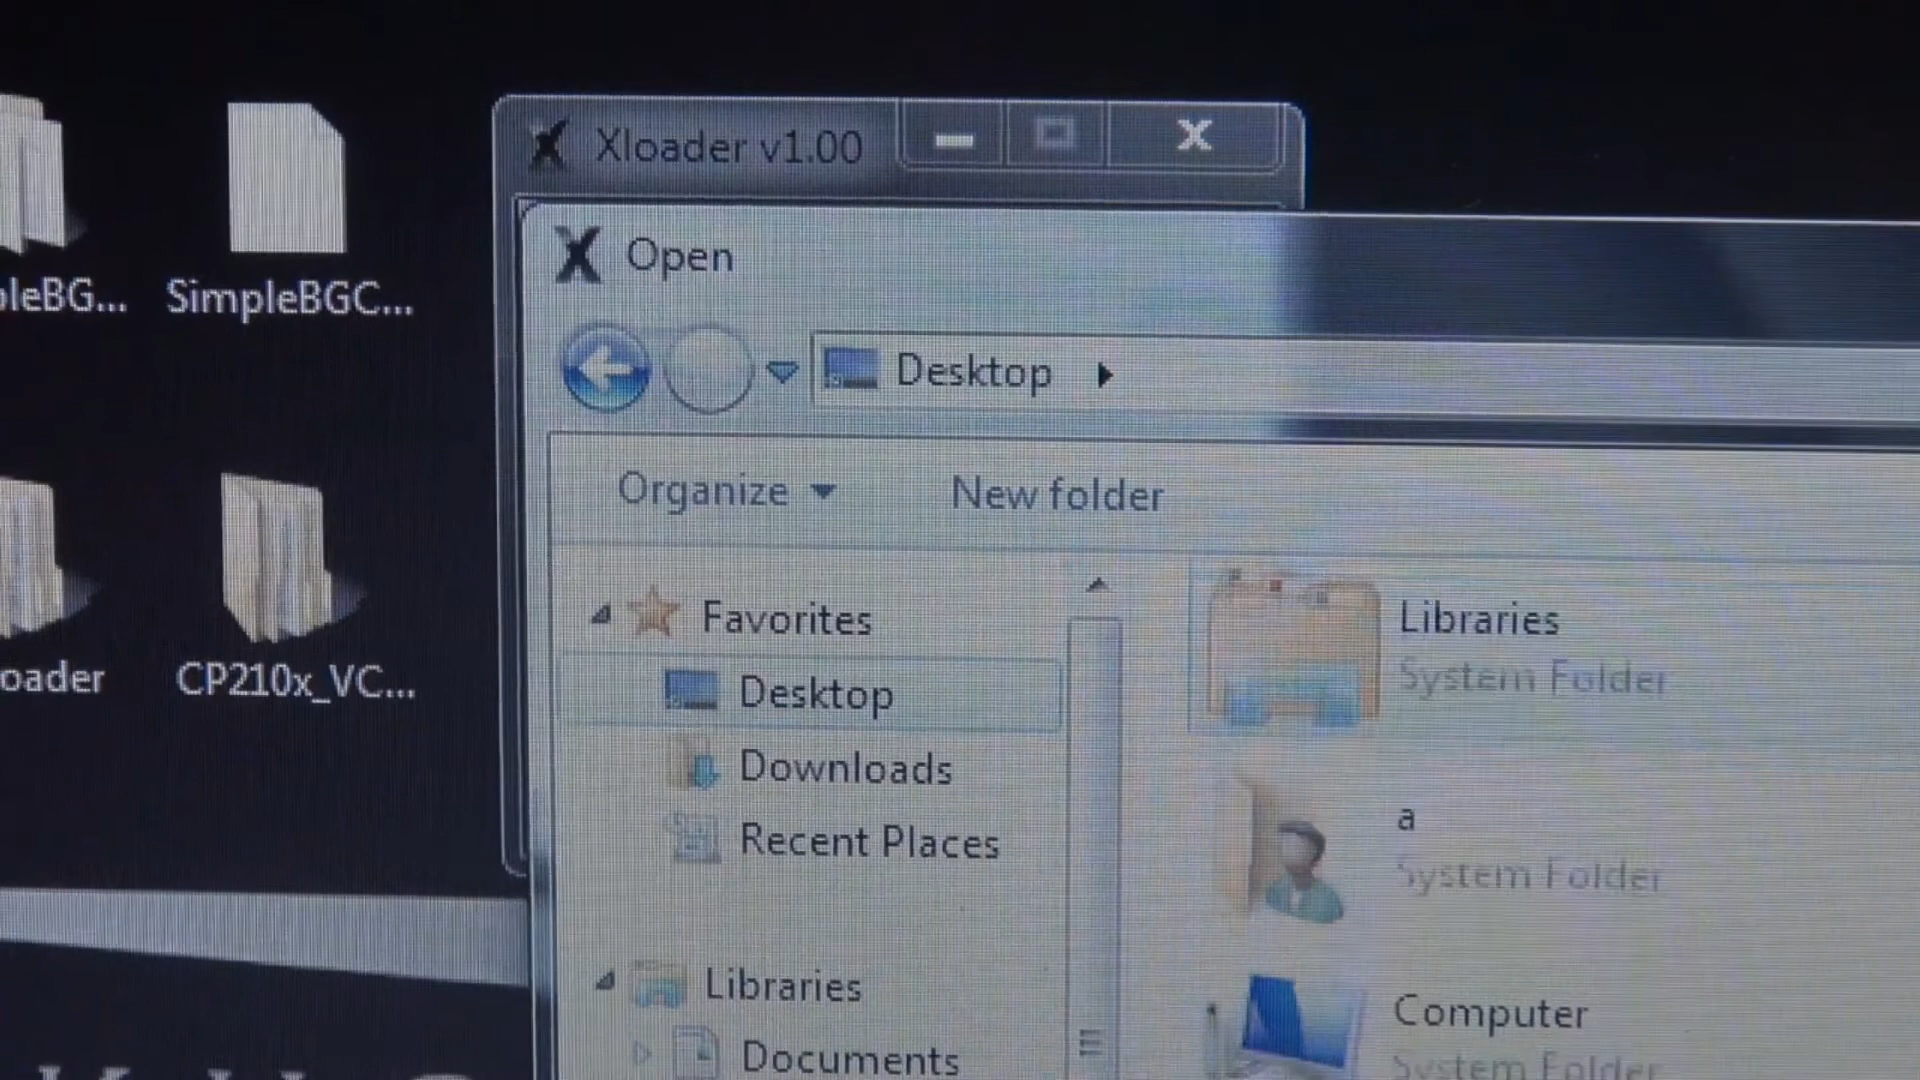 Xloader v1.00
Open
pleBG...
SimpleBGC...
Desktop
Organize
New folder
oader
CP210x_VC...
Favorites
Desktop
Downloads
Recent Places
Libraries
Documents
Libraries
System Folder
a
System Folder
Computer
System Folder